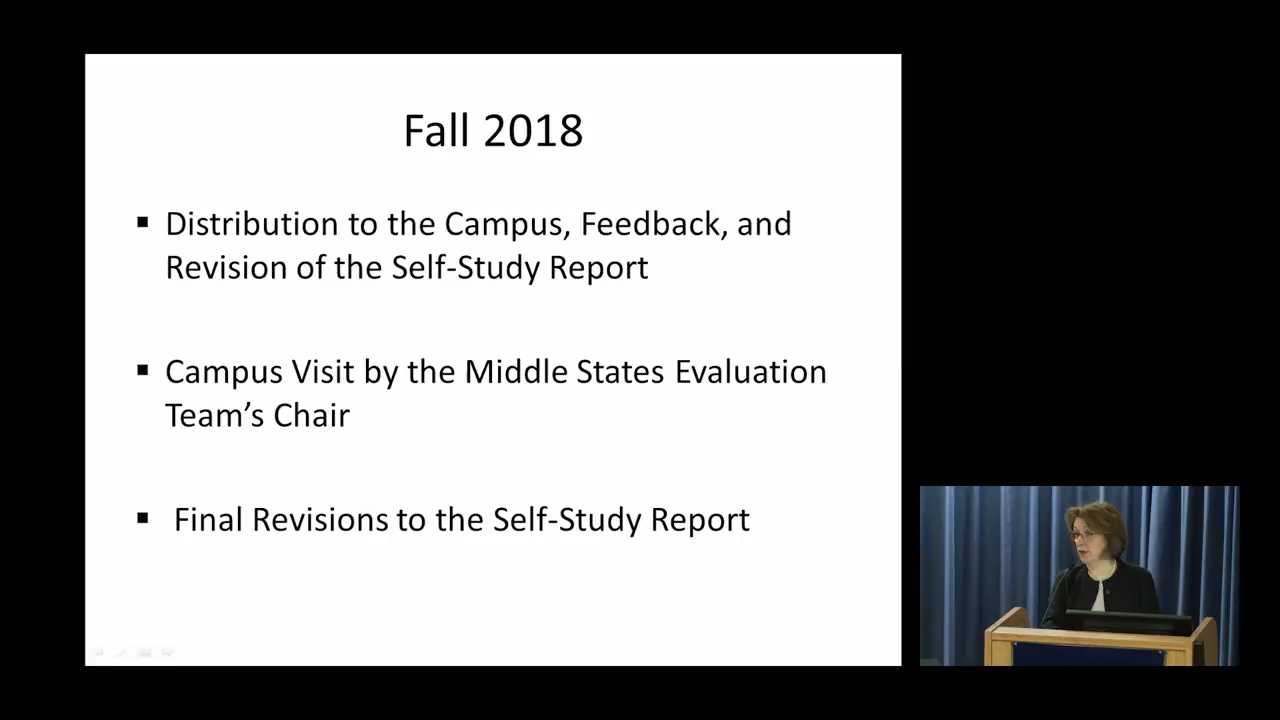 Fall 2018
▪ Distribution to the Campus, Feedback, and
Revision of the Self-Study Report
▪ Campus Visit by the Middle States Evaluation
Team’s Chair
▪ Final Revisions to the Self-Study Report